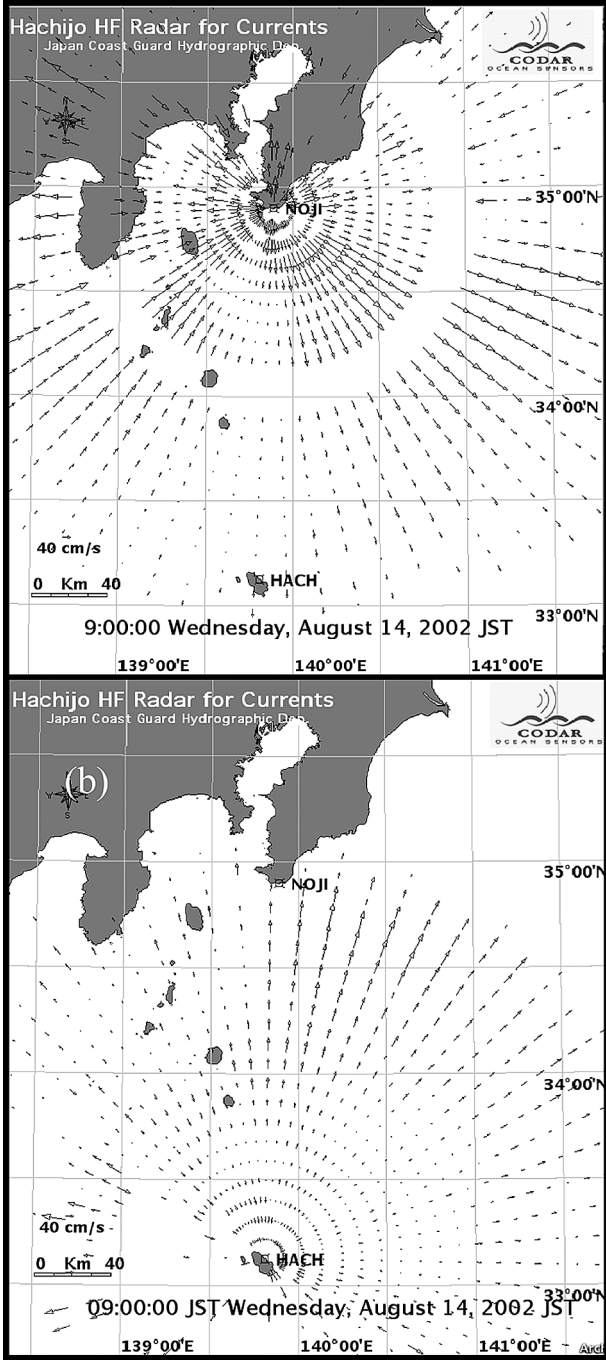 Hachijo HF Radar for Currents
Japan Coast Guard Hydrographic Dep.
CODAR
OCEAN SENSORS
S
NOJI
35°00'N
34°00'N
40 cm/s
0 Km 40
HACH
33°00'N
9:00:00 Wednesday, August 14, 2002 JST
139°00'E
140°00'E
141°00'E
Hachijo HF Radar for Currents
Japan Coast Guard Hydrographic Dep.
CODAR
OCEAN SENSORS
(b)
S
35°00'N
NOJI
34°00'N
40 cm/s
HACH
0 Km 40
33°00'N
09:00:00 JST Wednesday, August 14, 2002 JST
139°00'E
140°00'E
141°00'E